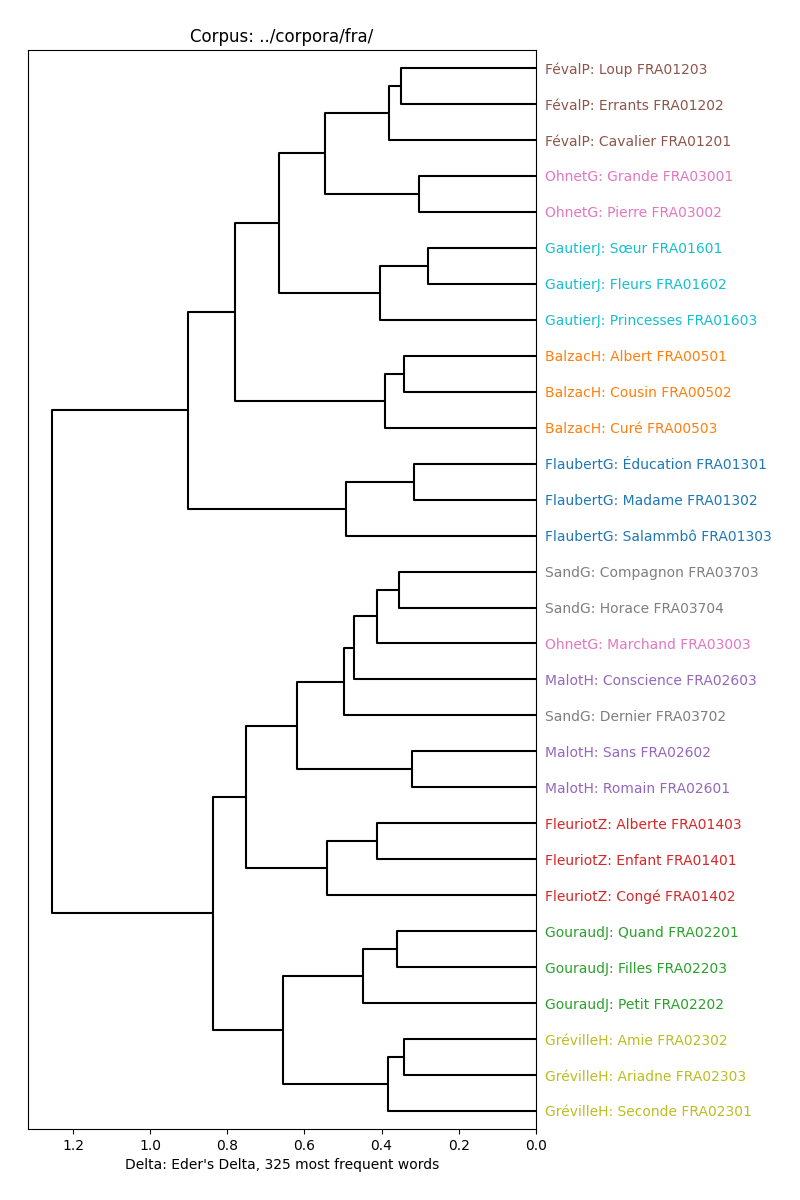 Corpus: ../corpora/fra/
FévalP: Loup FRA01203
FévalP: Errants FRA01202
FévalP: Cavalier FRA01201
OhnetG: Grande FRA03001
OhnetG: Pierre FRA03002
GautierJ: Sœur FRA01601
GautierJ: Fleurs FRA01602
GautierJ: Princesses FRA01603
BalzacH: Albert FRA00501
BalzacH: Cousin FRA00502
BalzacH: Curé FRA00503
FlaubertG: Éducation FRA01301
FlaubertG: Madame FRA01302
FlaubertG: Salammbô FRA01303
SandG: Compagnon FRA03703
SandG: Horace FRA03704
OhnetG: Marchand FRA03003
MalotH: Conscience FRA02603
SandG: Dernier FRA03702
MalotH: Sans FRA02602
MalotH: Romain FRA02601
FleuriotZ: Alberte FRA01403
FleuriotZ: Enfant FRA01401
FleuriotZ: Congé FRA01402
GouraudJ: Quand FRA02201
GouraudJ: Filles FRA02203
GouraudJ: Petit FRA02202
GrévilleH: Amie FRA02302
GrévilleH: Ariadne FRA02303
GrévilleH: Seconde FRA02301
1.2 1.0 0.8 0.6 0.4 0.2 0.0
Delta: Eder's Delta, 325 most frequent words